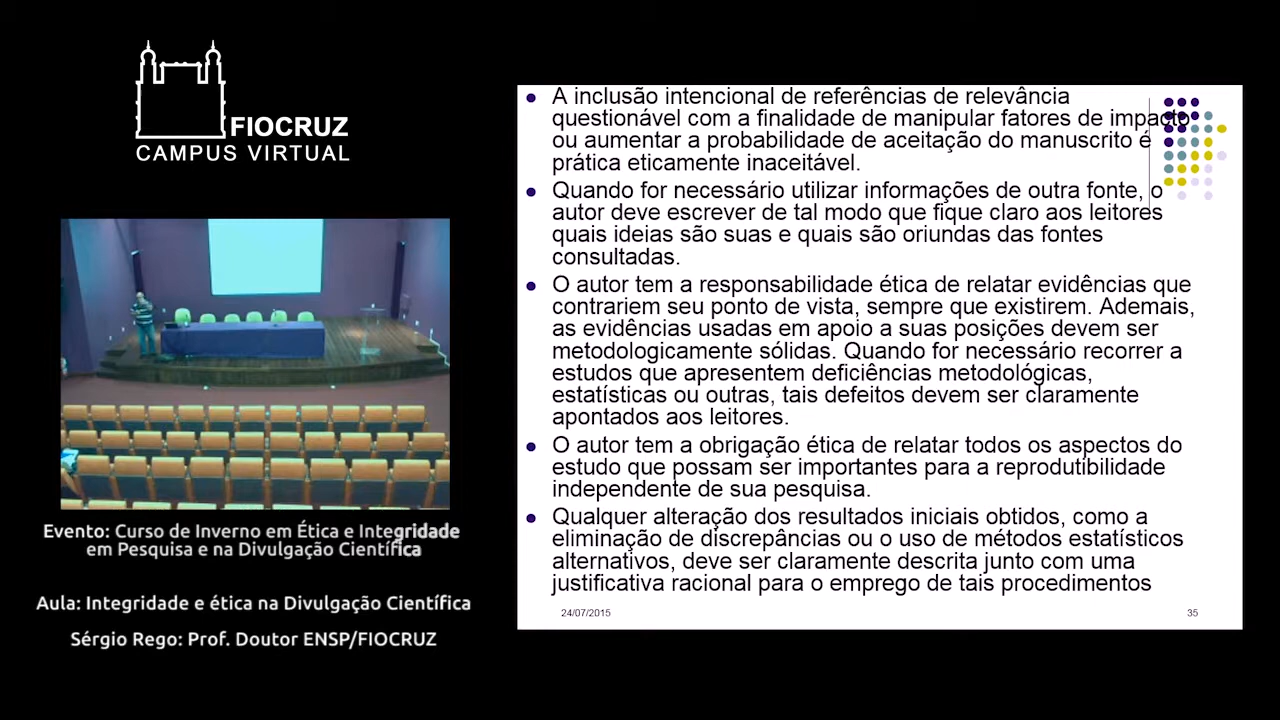 FIOCRUZ
CAMPUS VIRTUAL
Evento: Curso de Inverno em Ética e Integridade
em Pesquisa e na Divulgação Científica
Aula: Integridade e ética na Divulgação Científica
Sérgio Rego: Prof. Doutor ENSP/FIOCRUZ
A inclusão intencional de referências de relevância
questionável com a finalidade de manipular fatores de impacto
ou aumentar a probabilidade de aceitação do manuscrito é
prática eticamente inaceitável.
Quando for necessário utilizar informações de outra fonte, o
autor deve escrever de tal modo que fique claro aos leitores
quais ideias são suas e quais são oriundas das fontes
consultadas.
O autor tem a responsabilidade ética de relatar evidências que
contrariem seu ponto de vista, sempre que existirem. Ademais,
as evidências usadas em apoio a suas posições devem ser
metodologicamente sólidas. Quando for necessário recorrer a
estudos que apresentem deficiências metodológicas,
estatísticas ou outras, tais defeitos devem ser claramente
apontados aos leitores.
O autor tem a obrigação ética de relatar todos os aspectos do
estudo que possam ser importantes para a reprodutibilidade
independente de sua pesquisa.
Qualquer alteração dos resultados iniciais obtidos, como a
eliminação de discrepâncias ou o uso de métodos estatísticos
alternativos, deve ser claramente descrita junto com uma
justificativa racional para o emprego de tais procedimentos
24/07/2015
35